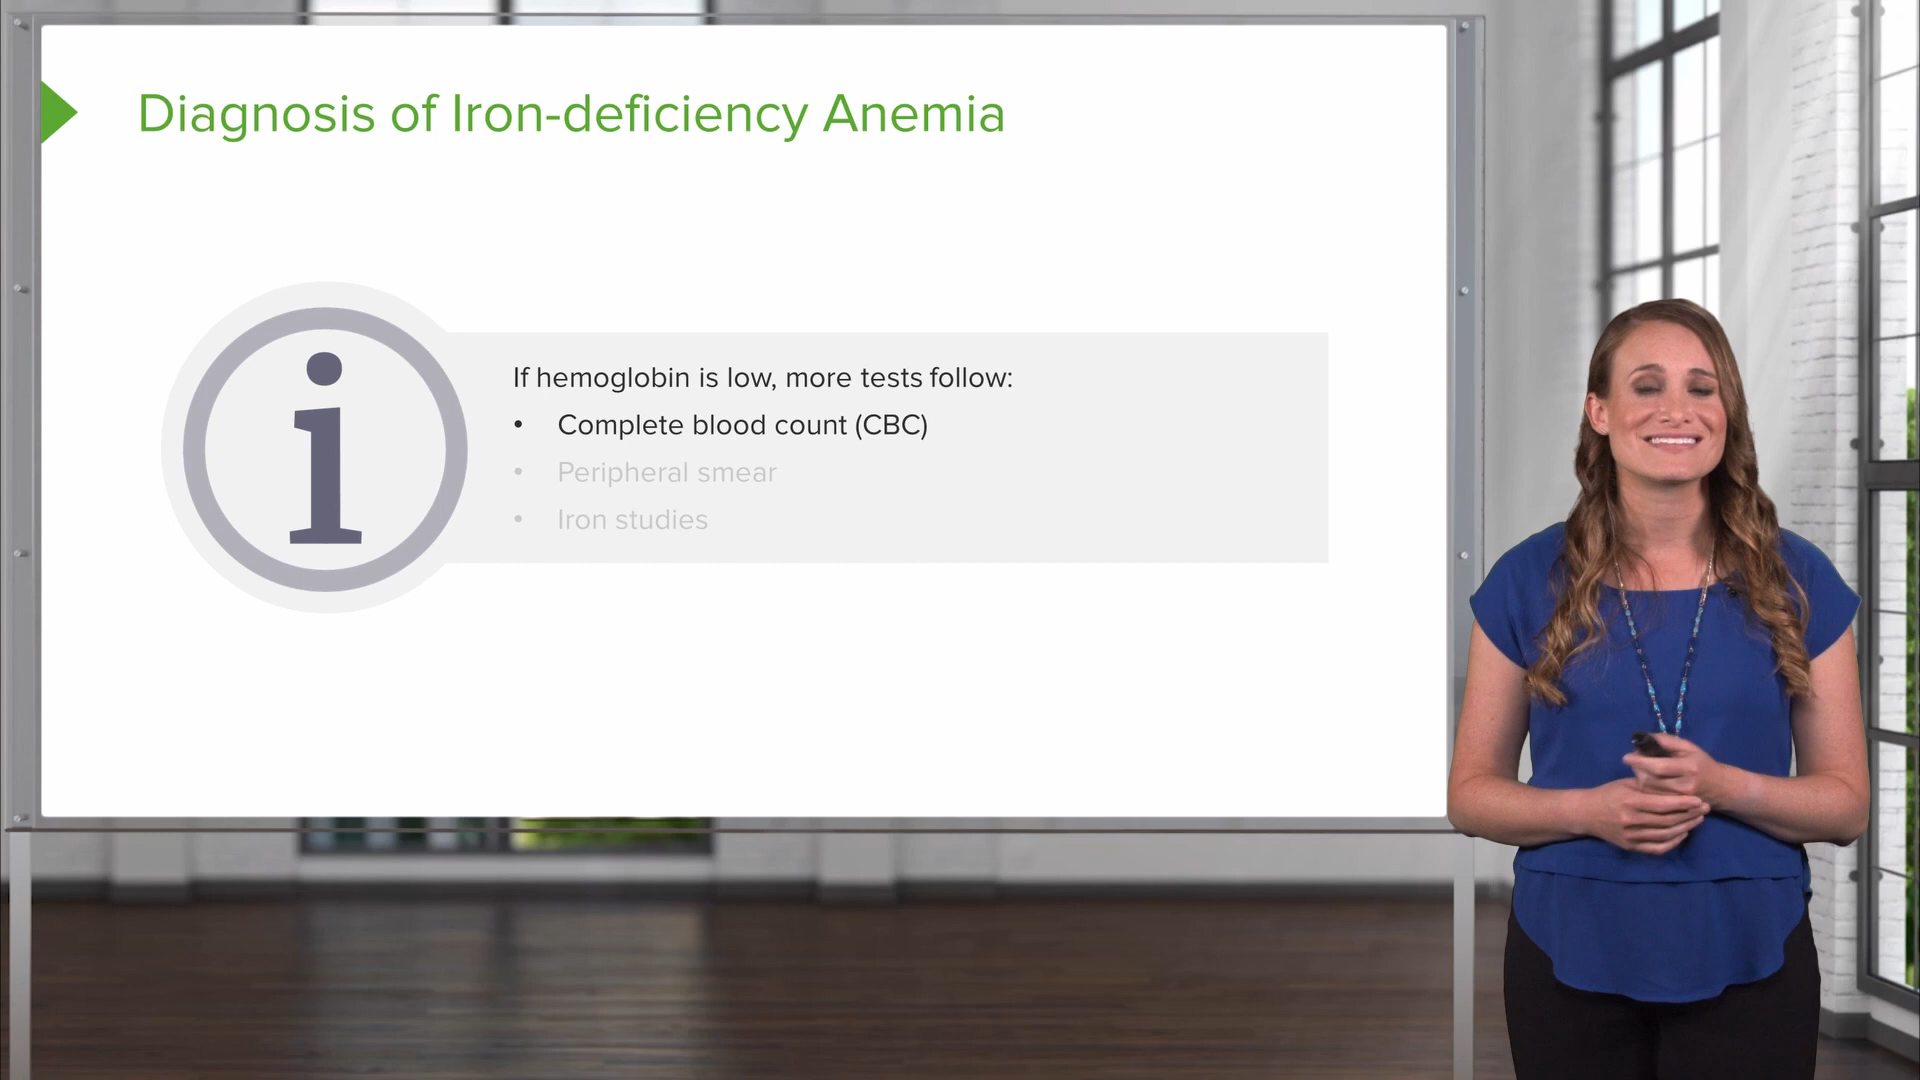 Diagnosis of Iron-deficiency Anemia
If hemoglobin is low, more tests follow:
• Complete blood count (CBC)
• Peripheral smear
• Iron studies